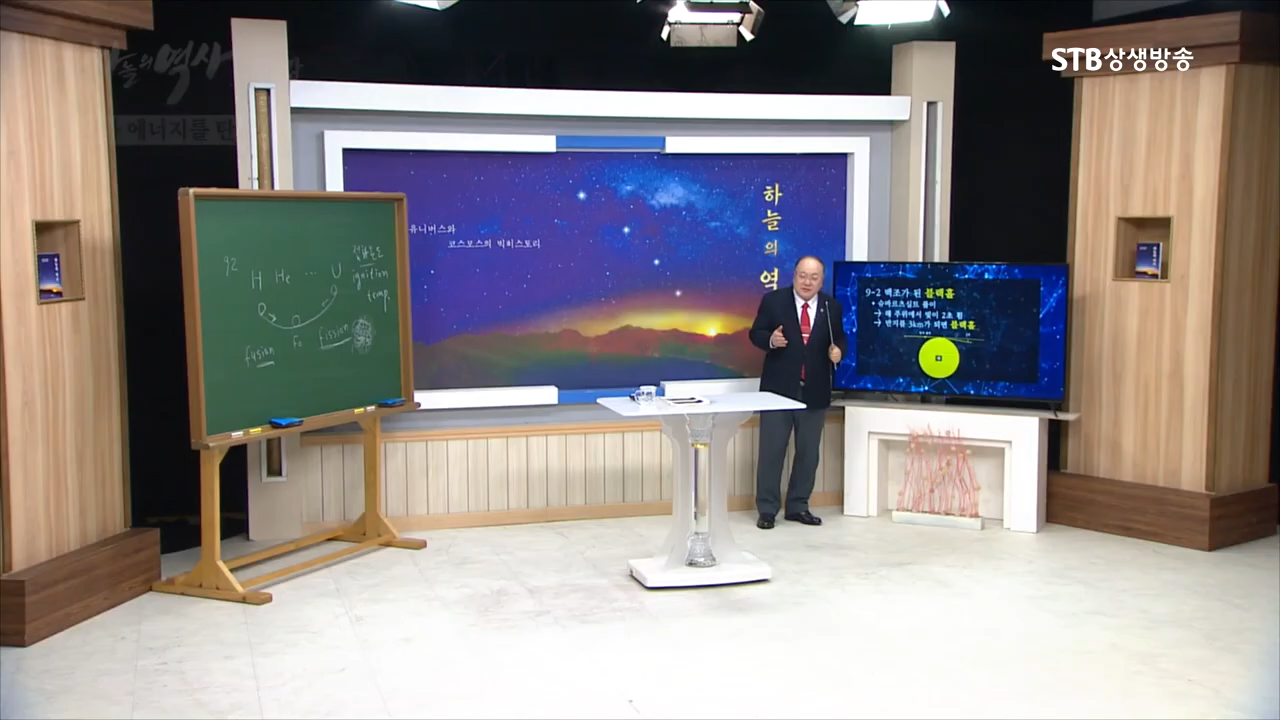 STB상생방송
의 역사
에너지를 탄
유니버스와
코스모스의 빅히스토리
하늘의 역
92
H He ... U
ignition
temp.
fusion
Fe
fission
9-2 백조가 된 블랙홀
• 슈바르츠실트 풀이
→ 해 주위에서 빛이 2초 휨
→ 반지름 3km가 되면 블랙홀